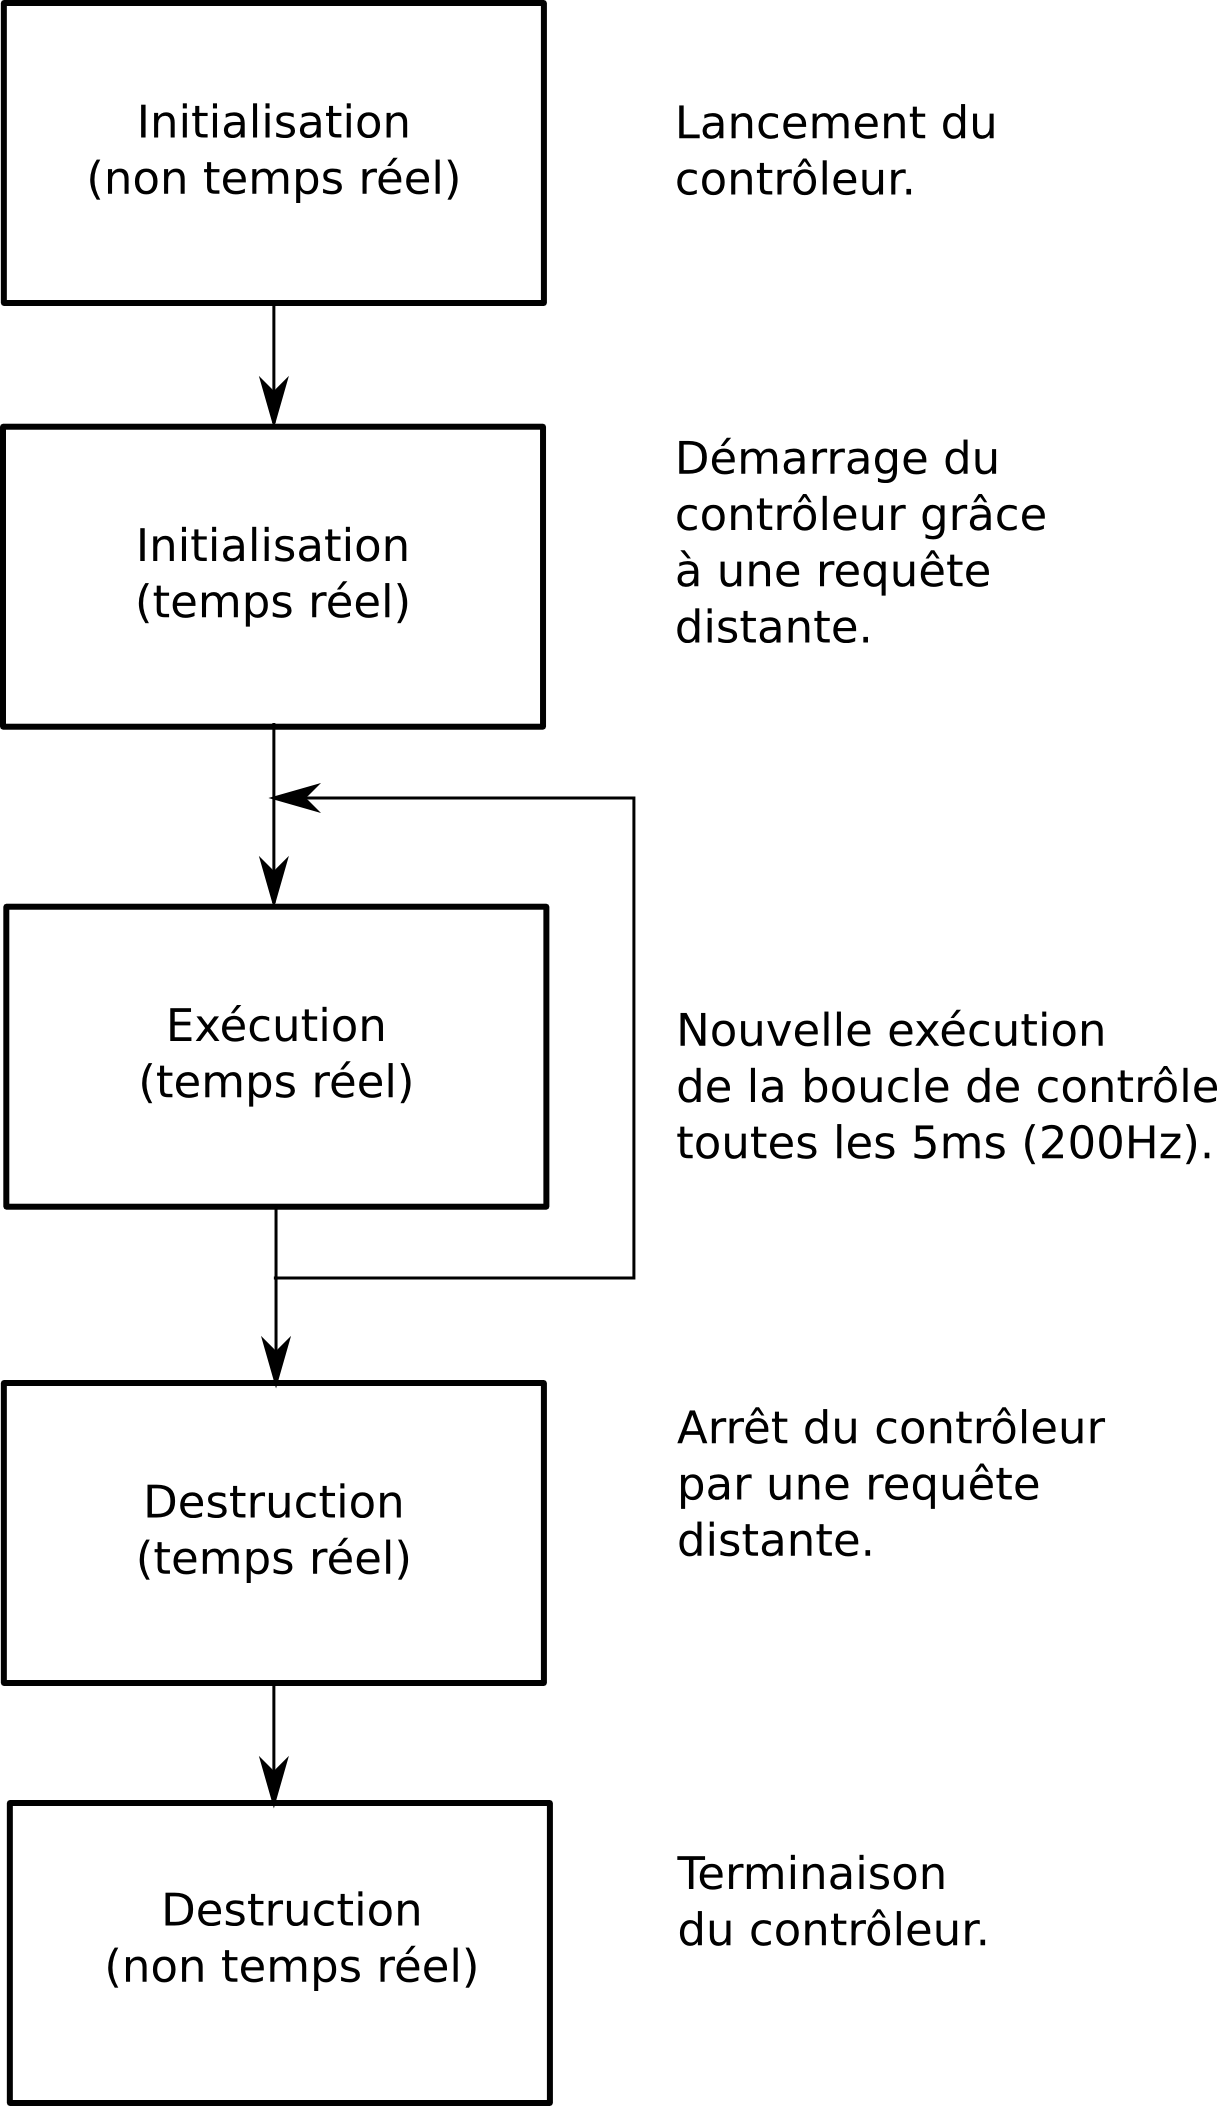 Initialisation
(non temps réel)
Lancement du
contrôleur.
Initialisation
(temps réel)
Démarrage du
contrôleur grâce
à une requête
distante.
Exécution
(temps réel)
Nouvelle exécution
de la boucle de contrôle
toutes les 5ms (200Hz).
Destruction
(temps réel)
Arrêt du contrôleur
par une requête
distante.
Destruction
(non temps réel)
Terminaison
du contrôleur.